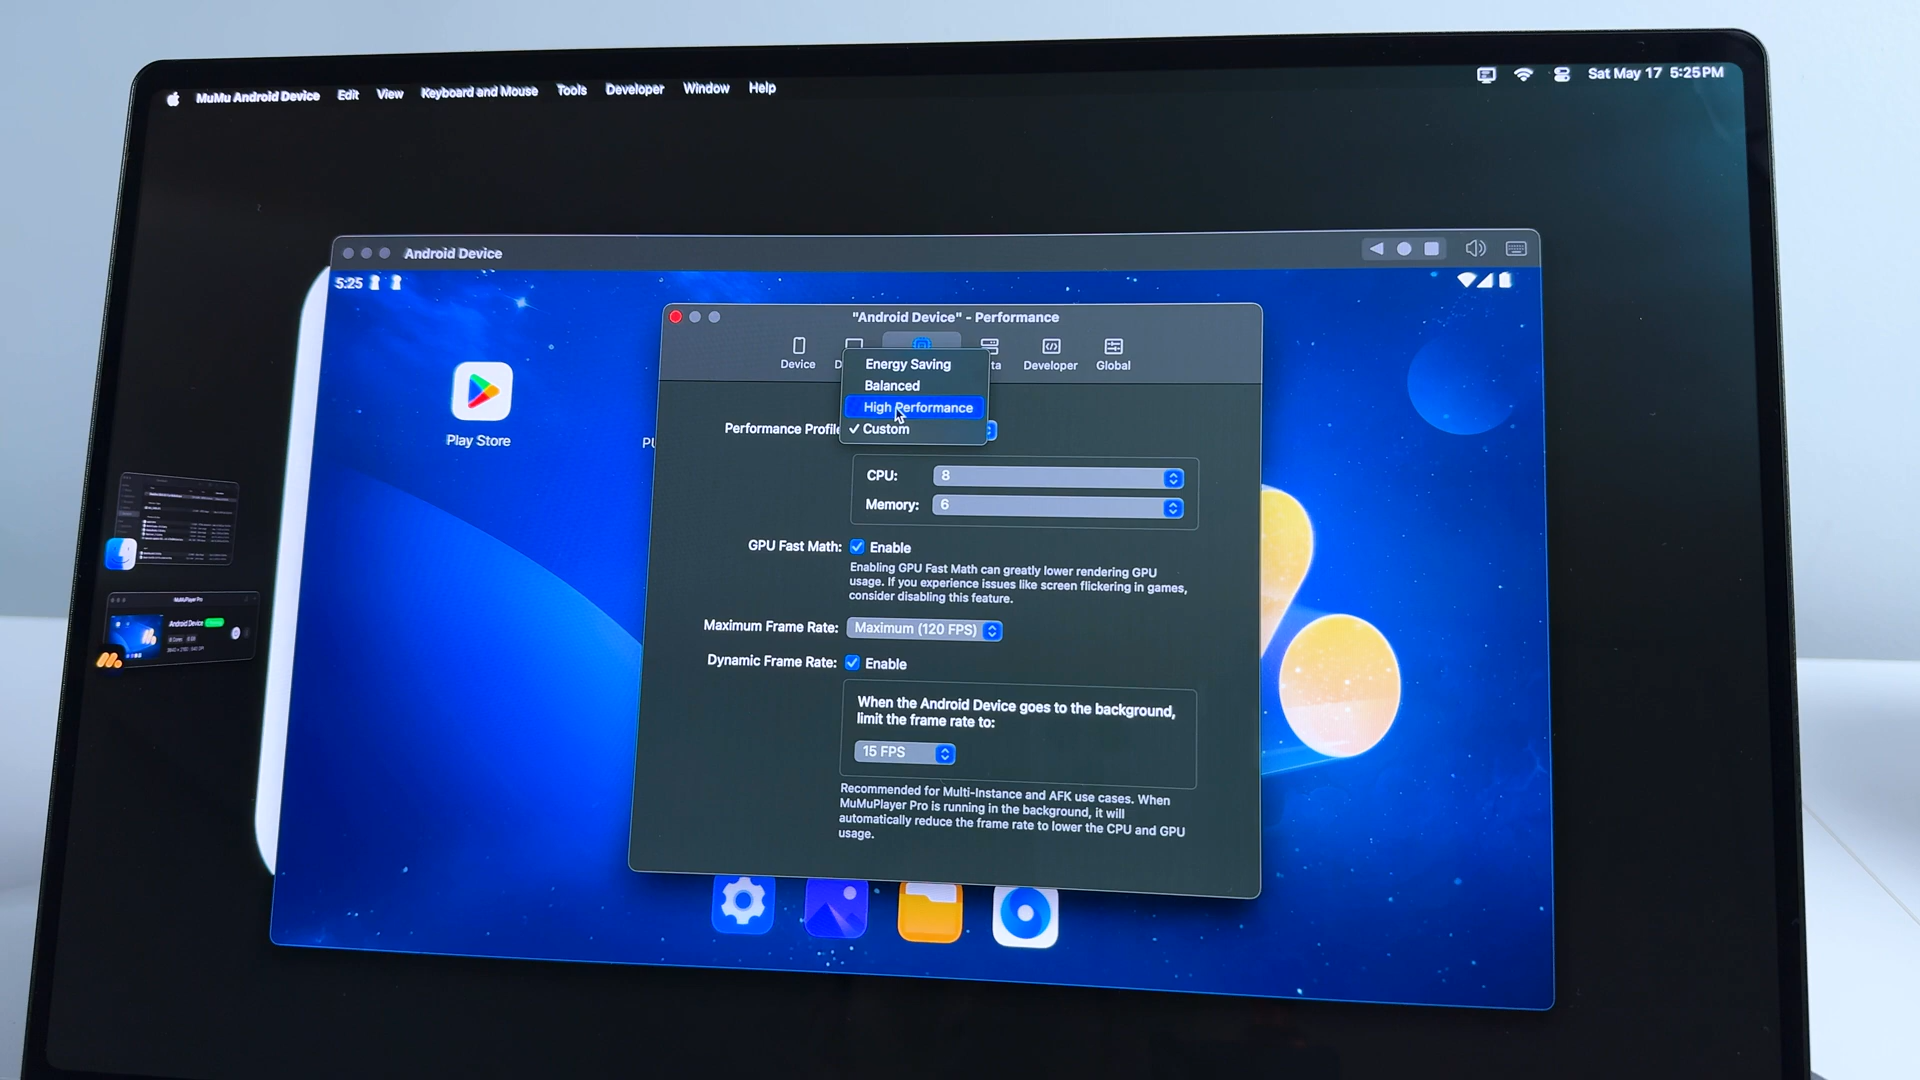 MuMu Android Device Edit View Keyboard and Mouse Tools Developer Window Help
Sat May 17 5:25 PM
Android Device
5:25
"Android Device" - Performance
Device
Developer
Global
Energy Saving
Balanced
High Performance
✓ Custom
Performance Profile
Play Store
CPU: 8
Memory: 6
GPU Fast Math: Enable
Enabling GPU Fast Math can greatly lower rendering GPU
usage. If you experience issues like screen flickering in games,
consider disabling this feature.
Maximum Frame Rate: Maximum (120 FPS)
Dynamic Frame Rate: Enable
When the Android Device goes to the background,
limit the frame rate to:
15 FPS
Recommended for Multi-Instance and AFK use cases. When
MuMuPlayer Pro is running in the background, it will
automatically reduce the frame rate to lower the CPU and GPU
usage.
MuMuPlayer Pro
Android Device